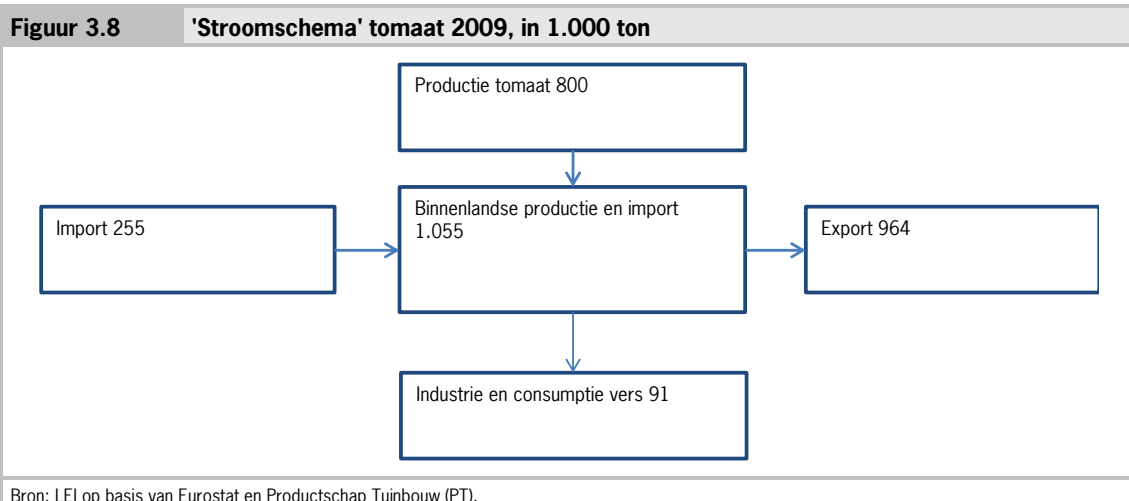 Figuur 3.8 'Stroomschema' tomaat 2009, in 1.000 ton
Productie tomaat 800
Import 255
Binnenlandse productie en import
1.055
Export 964
Industrie en consumptie vers 91
Bron: LEI op basis van Eurostat en Productschap Tuinbouw (PT).